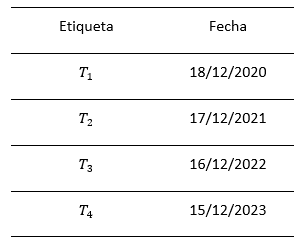 Etiqueta Fecha
T₁ 18/12/2020
T₂ 17/12/2021
T₃ 16/12/2022
T₄ 15/12/2023